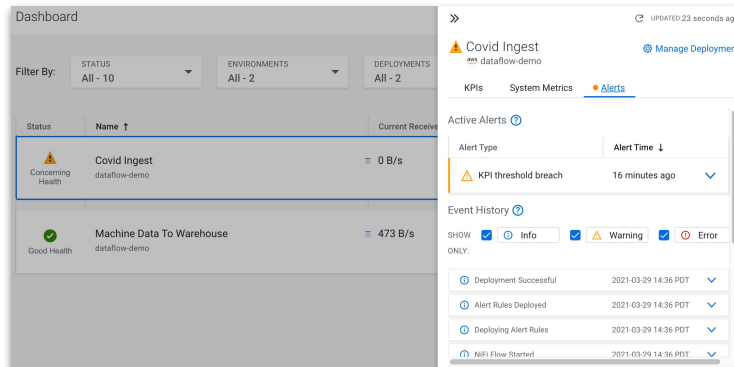 Dashboard
Filter By:
STATUS
All - 10
ENVIRONMENTS
All - 2
DEPLOYMENTS
All - 2
Status
Name ↑
Current Receive
Concerning
Health
Covid Ingest
dataflow-demo
0 B/s
Good Health
Machine Data To Warehouse
dataflow-demo
473 B/s
UPDATED:23 seconds ag
Covid Ingest
aws dataflow-demo
Manage Deploymen
KPIs
System Metrics
Alerts
Active Alerts ?
Alert Type
Alert Time ↓
KPI threshold breach
16 minutes ago
Event History ?
SHOW
ONLY:
Info
Warning
Error
Deployment Successful
2021-03-29 14:36 PDT
Alert Rules Deployed
2021-03-29 14:36 PDT
Deploying Alert Rules
2021-03-29 14:36 PDT
NiFi Flow Started
2021-03-29 14:36 PDT